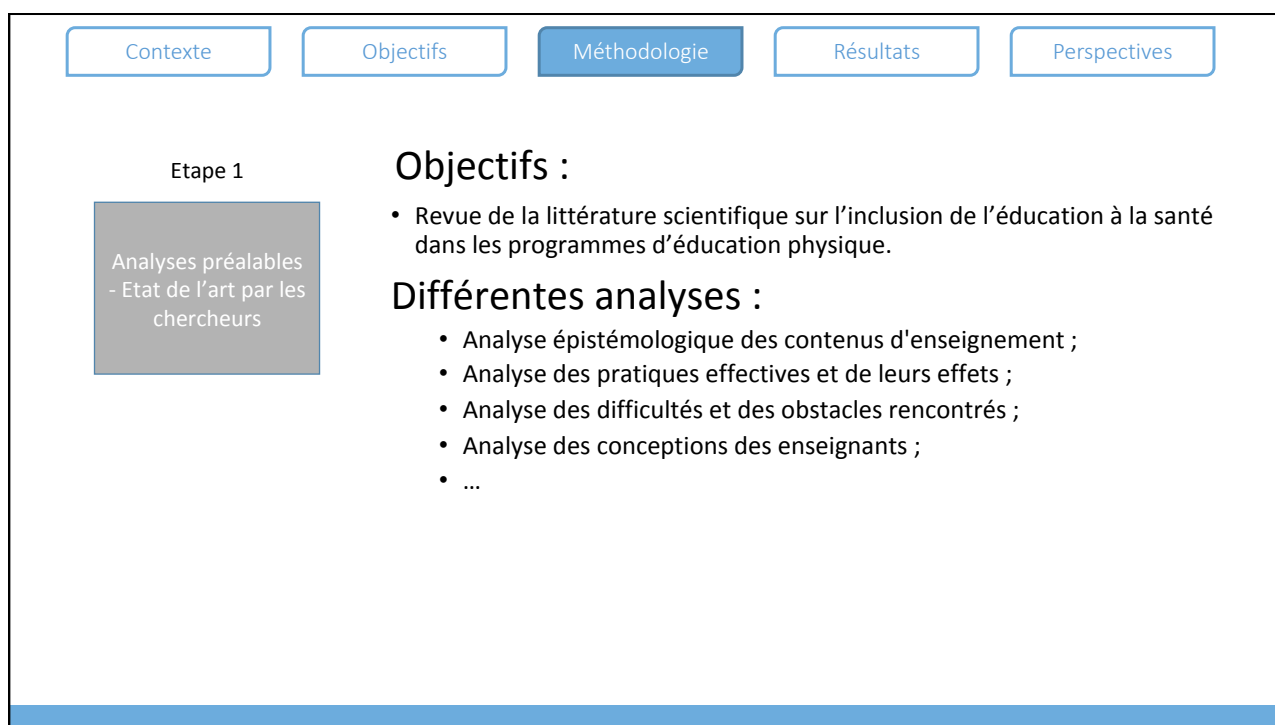 Contexte
Objectifs
Méthodologie
Résultats
Perspectives
Etape 1
Analyses préalables
- Etat de l’art par les
chercheurs
Objectifs :
• Revue de la littérature scientifique sur l’inclusion de l’éducation à la santé
dans les programmes d’éducation physique.
Différentes analyses :
• Analyse épistémologique des contenus d'enseignement ;
• Analyse des pratiques effectives et de leurs effets ;
• Analyse des difficultés et des obstacles rencontrés ;
• Analyse des conceptions des enseignants ;
• …